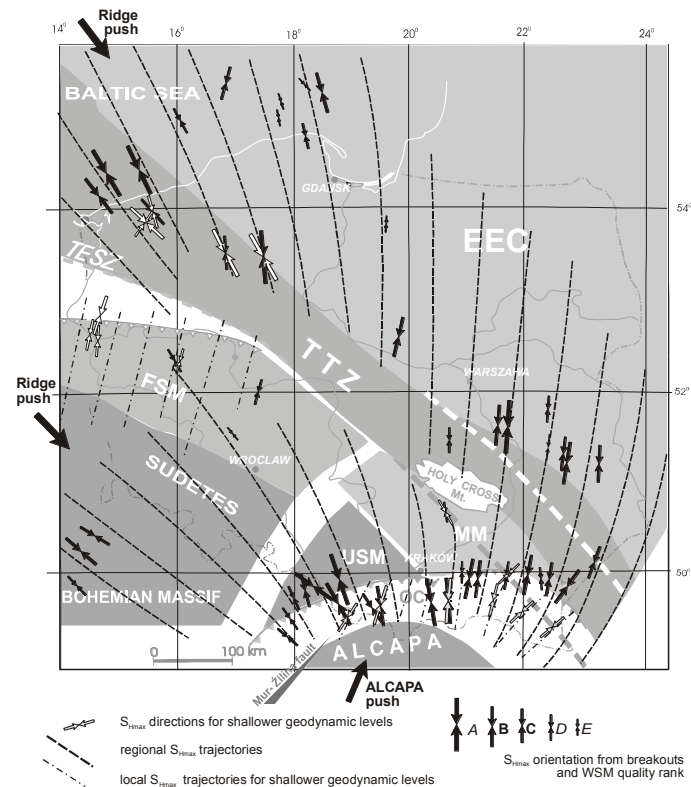 Ridge
push
14°
16°
18°
20°
22°
24°
BALTIC SEA
GDAŃSK
54°
EEC
TESZ
TTZ
Ridge
push
FSM
WARSZAWA
52°
SUDETES
WROCLAW
HOLY CROSS
Mt.
MM
USM
KRAKÓW
50°
OC
BOHEMIAN MASSIF
ALCAPA
0 100 km
Mur- Žilina fault
ALCAPA
push
SHmax directions for shallower geodynamic levels
A B C D E
regional SHmax trajectories
SHmax orientation from breakouts
and WSM quality rank
local SHmax trajectories for shallower geodynamic levels